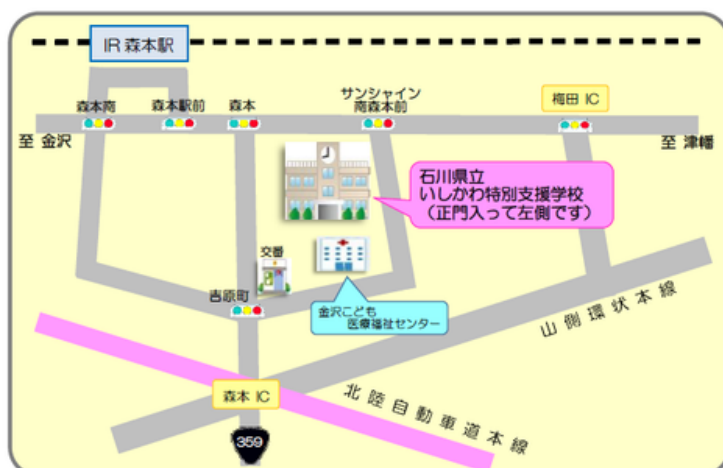 IR 森本駅
サンシャイン
森本南
森本駅前
森本
南森本前
梅田 IC
至 金沢
至 津幡
石川県立
いしかわ特別支援学校
(正門入って左側です)
交番
吉原町
金沢こども
医療福祉センター
山側環状本線
森本 IC
北陸自動車道本線
359